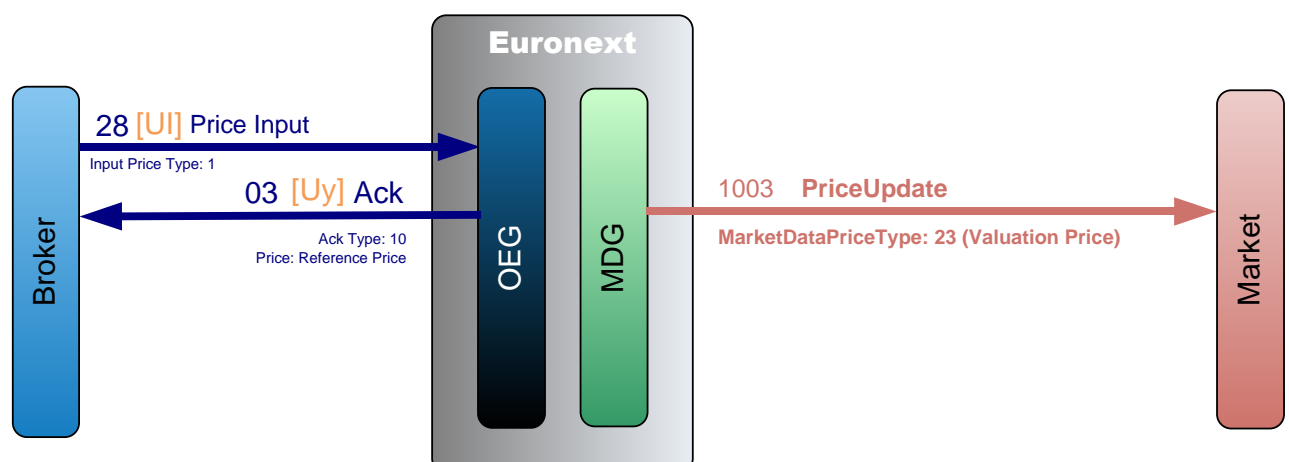 Euronext
28 [UI] Price Input
Input Price Type: 1
03 [Uy] Ack
Ack Type: 10
Price: Reference Price
1003 PriceUpdate
MarketDataPriceType: 23 (Valuation Price)
Broker
OEG
MDG
Market